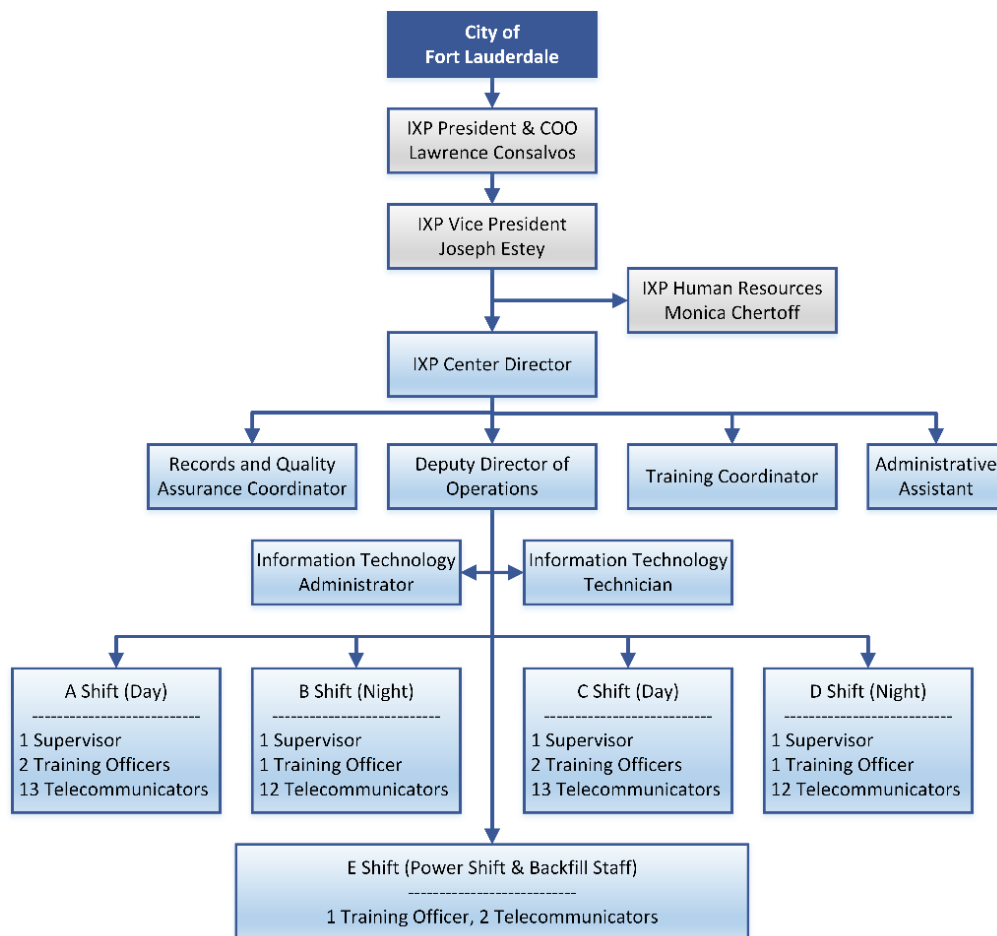 City of
Fort Lauderdale
IXP President & COO
Lawrence Consalvos
IXP Vice President
Joseph Estey
IXP Human Resources
Monica Chertoff
IXP Center Director
Records and Quality
Assurance Coordinator
Deputy Director of
Operations
Training Coordinator
Administrative
Assistant
Information Technology
Administrator
Information Technology
Technician
A Shift (Day)
---------------------------
1 Supervisor
2 Training Officers
13 Telecommunicators
B Shift (Night)
---------------------------
1 Supervisor
1 Training Officer
12 Telecommunicators
C Shift (Day)
---------------------------
1 Supervisor
2 Training Officers
13 Telecommunicators
D Shift (Night)
---------------------------
1 Supervisor
1 Training Officer
12 Telecommunicators
E Shift (Power Shift & Backfill Staff)
---------------------------
1 Training Officer, 2 Telecommunicators